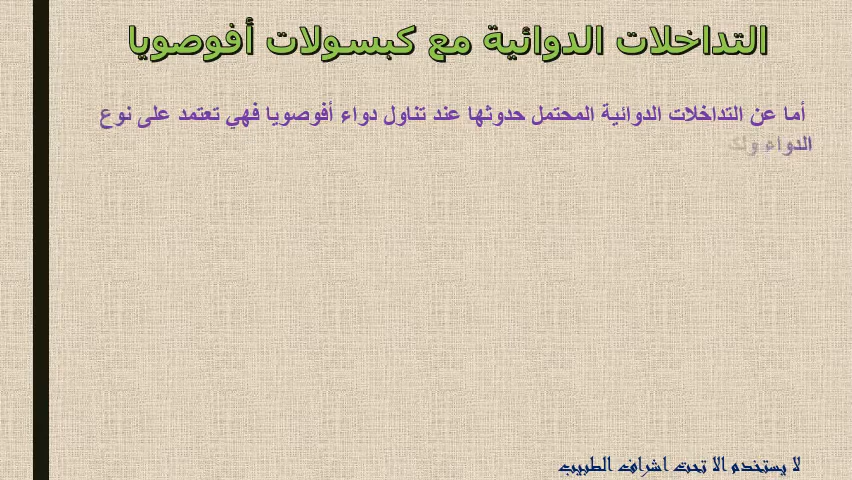 التداخلات الدوائية مع كبسولات أفوصويا
أما عن التداخلات الدوائية المحتمل حدوثها عند تناول دواء أفوصويا فهي تعتمد على نوع
الدواء
لا يستخدم الا تحت اشراف الطبيب